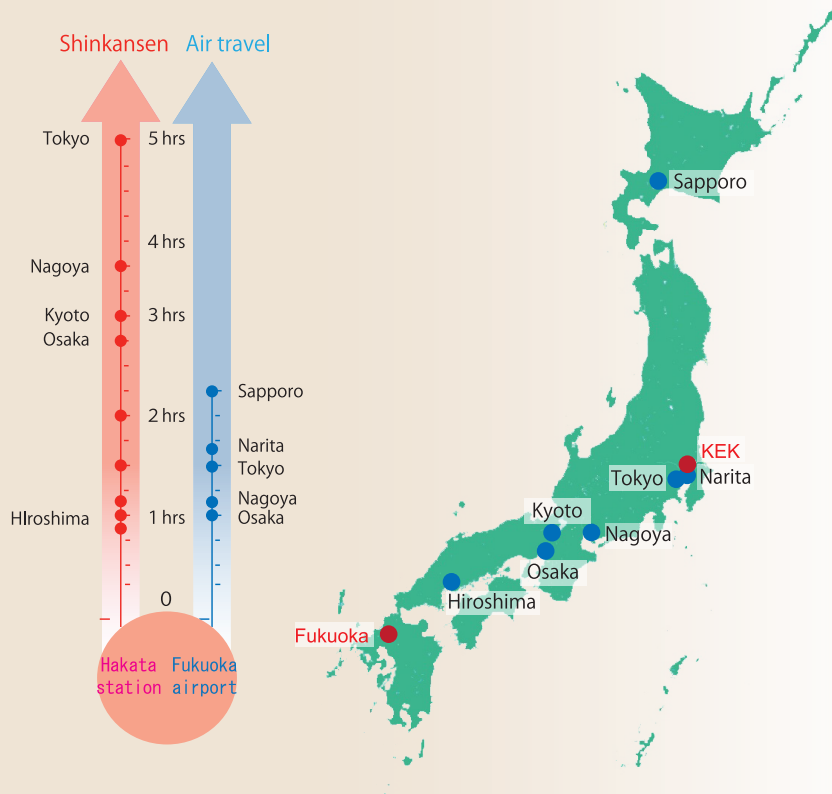 Shinkansen
Air travel
Tokyo
5 hrs
4 hrs
Nagoya
Kyoto
3 hrs
Osaka
2 hrs
HIroshima
1 hrs
0
Sapporo
Narita
Tokyo
Nagoya
Osaka
Hakata
station
Fukuoka
airport
Sapporo
KEK
Tokyo
Narita
Kyoto
Nagoya
Osaka
Hiroshima
Fukuoka